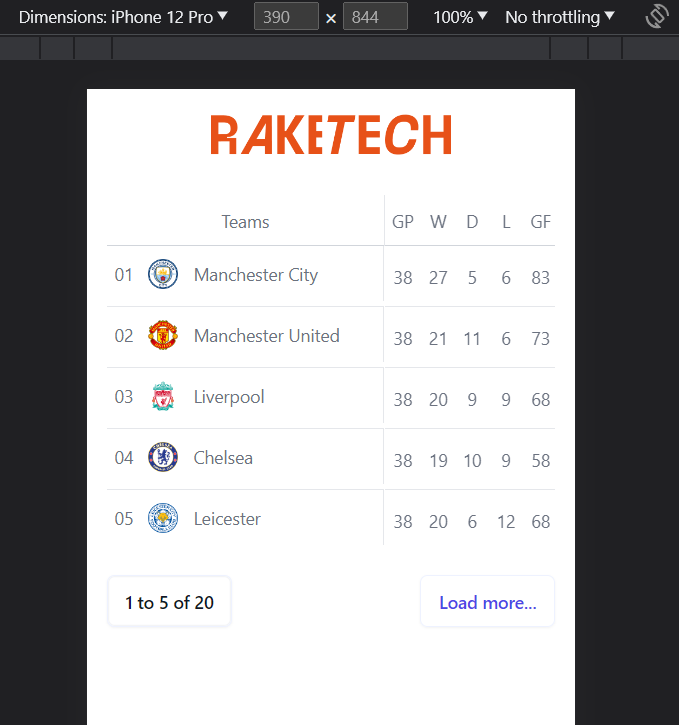 Dimensions: iPhone 12 Pro ▼ 390 × 844 100% ▼ No throttling ▼
RAKETECH
Teams GP W D L GF
01 Manchester City 38 27 5 6 83
02 Manchester United 38 21 11 6 73
03 Liverpool 38 20 9 9 68
04 Chelsea 38 19 10 9 58
05 Leicester 38 20 6 12 68
1 to 5 of 20 Load more...